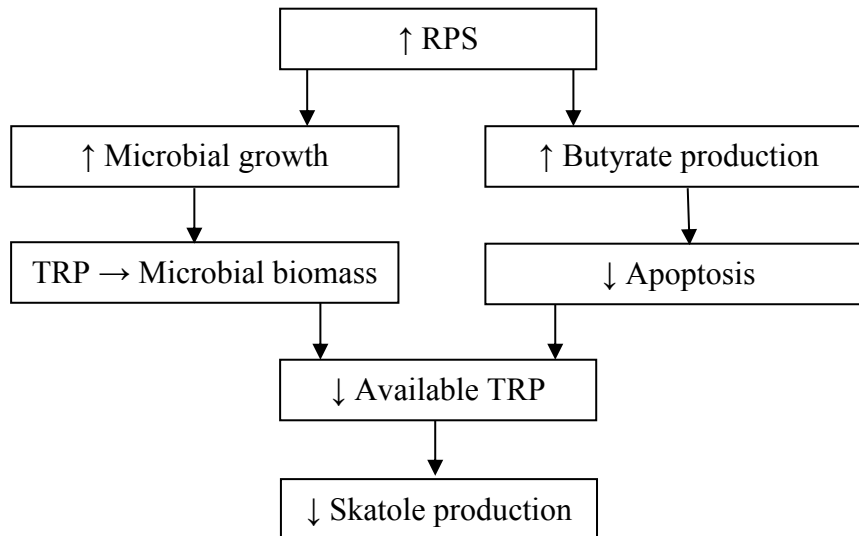 ↑ RPS
↑ Microbial growth
↑ Butyrate production
TRP → Microbial biomass
↓ Apoptosis
↓ Available TRP
↓ Skatole production